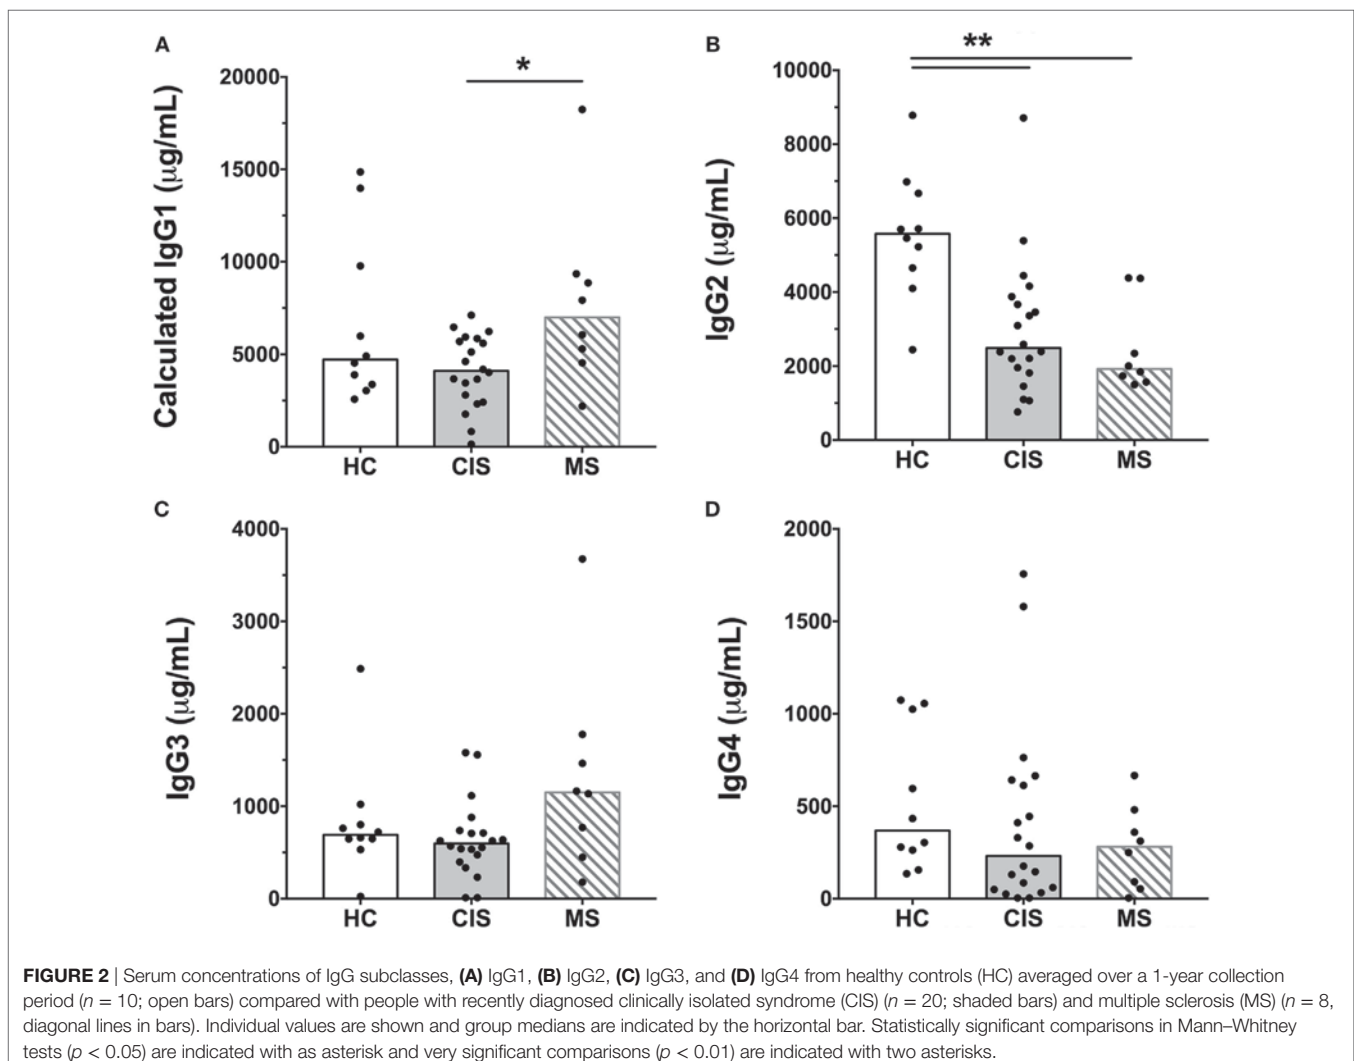 A
*
Calculated IgG1 (μg/mL)
20000
15000
10000
5000
0
HC CIS MS
B
**
IgG2 (μg/mL)
10000
8000
6000
4000
2000
0
HC CIS MS
C
IgG3 (μg/mL)
4000
3000
2000
1000
0
HC CIS MS
D
IgG4 (μg/mL)
2000
1500
1000
500
0
HC CIS MS
FIGURE 2 | Serum concentrations of IgG subclasses, (A) IgG1, (B) IgG2, (C) IgG3, and (D) IgG4 from healthy controls (HC) averaged over a 1-year collection
period (n = 10; open bars) compared with people with recently diagnosed clinically isolated syndrome (CIS) (n = 20; shaded bars) and multiple sclerosis (MS) (n = 8,
diagonal lines in bars). Individual values are shown and group medians are indicated by the horizontal bar. Statistically significant comparisons in Mann–Whitney
tests (p < 0.05) are indicated with as asterisk and very significant comparisons (p < 0.01) are indicated with two asterisks.